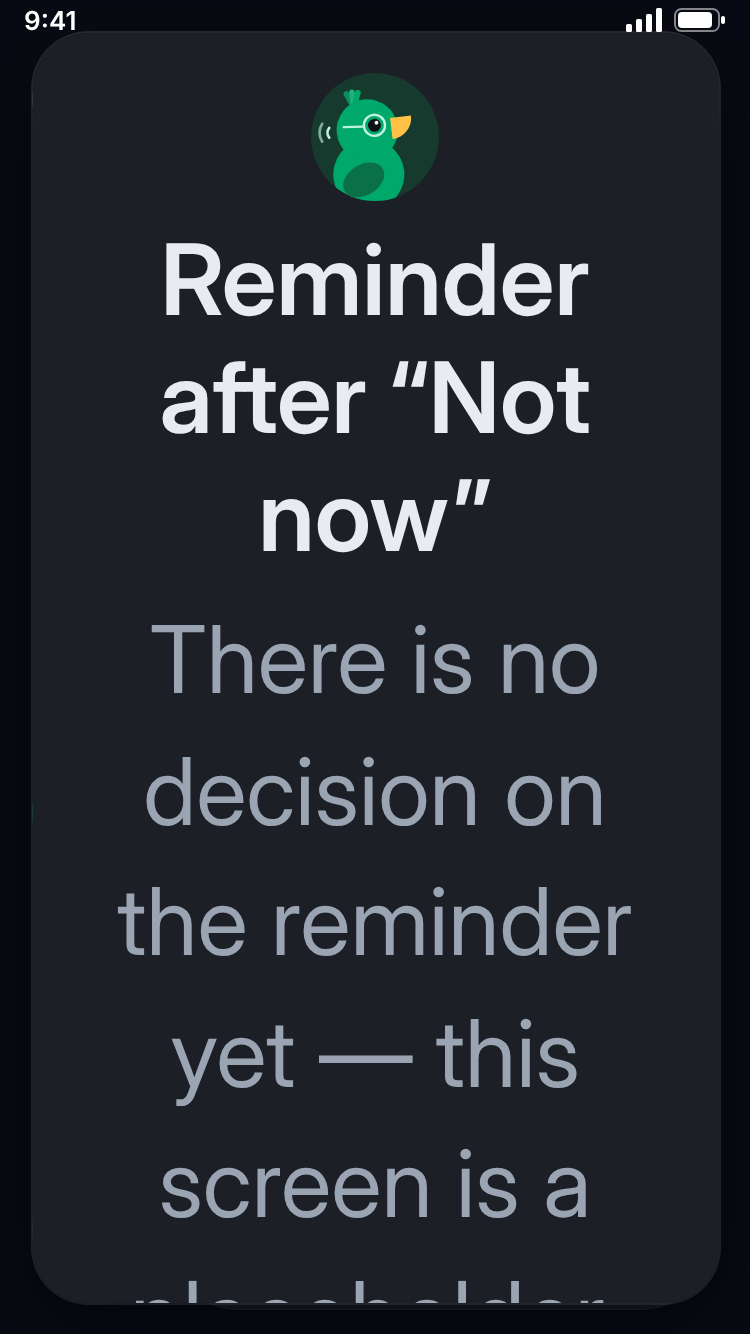 9:41
Reminder
after “Not
now”
There is no
decision on
the reminder
yet — this
screen is a